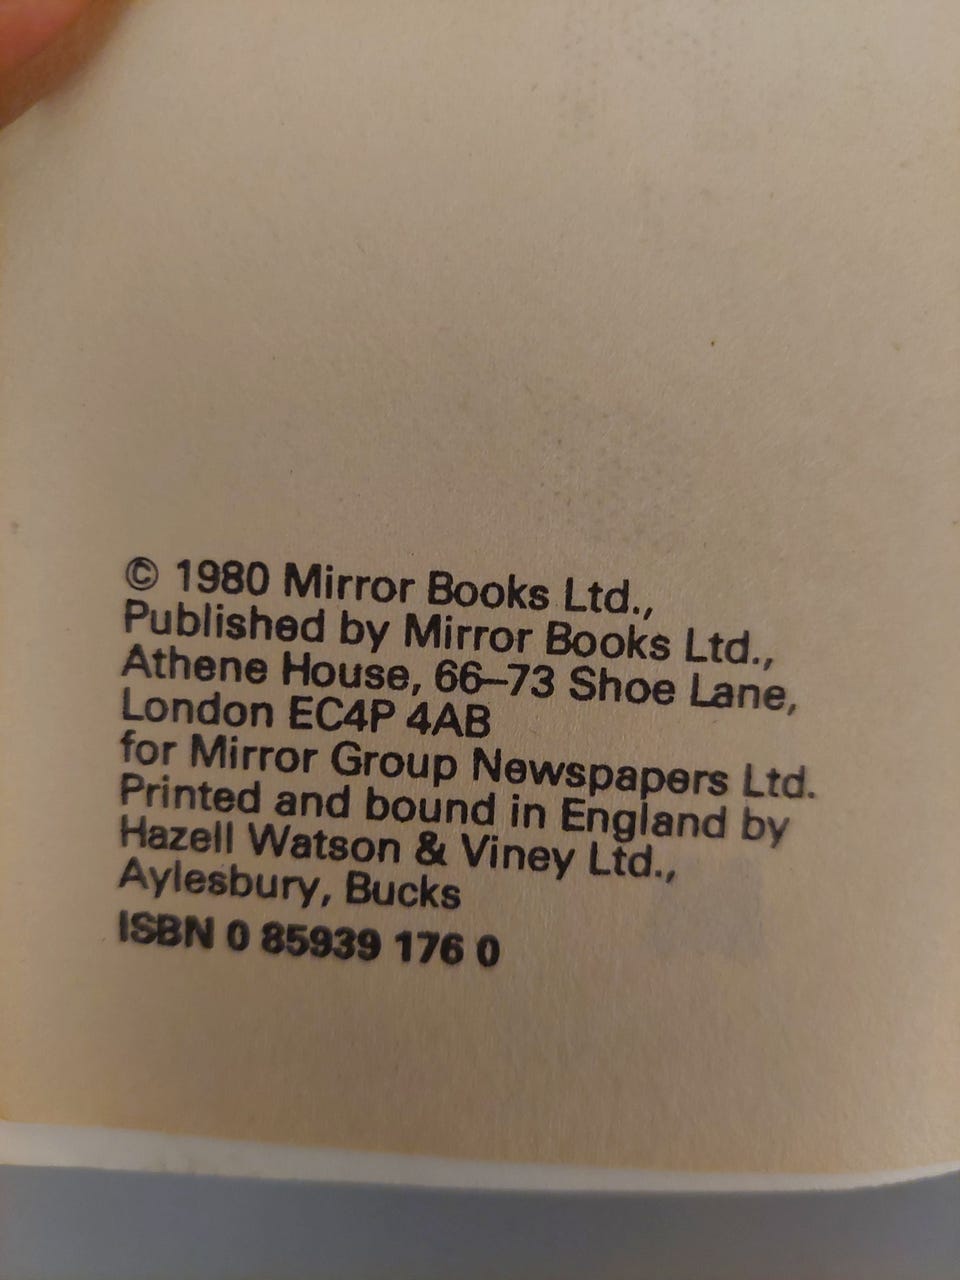 © 1980 Mirror Books Ltd.,
Published by Mirror Books Ltd.,
Athene House, 66–73 Shoe Lane,
London EC4P 4AB
for Mirror Group Newspapers Ltd.
Printed and bound in England by
Hazell Watson & Viney Ltd.,
Aylesbury, Bucks
ISBN 0 85939 176 0